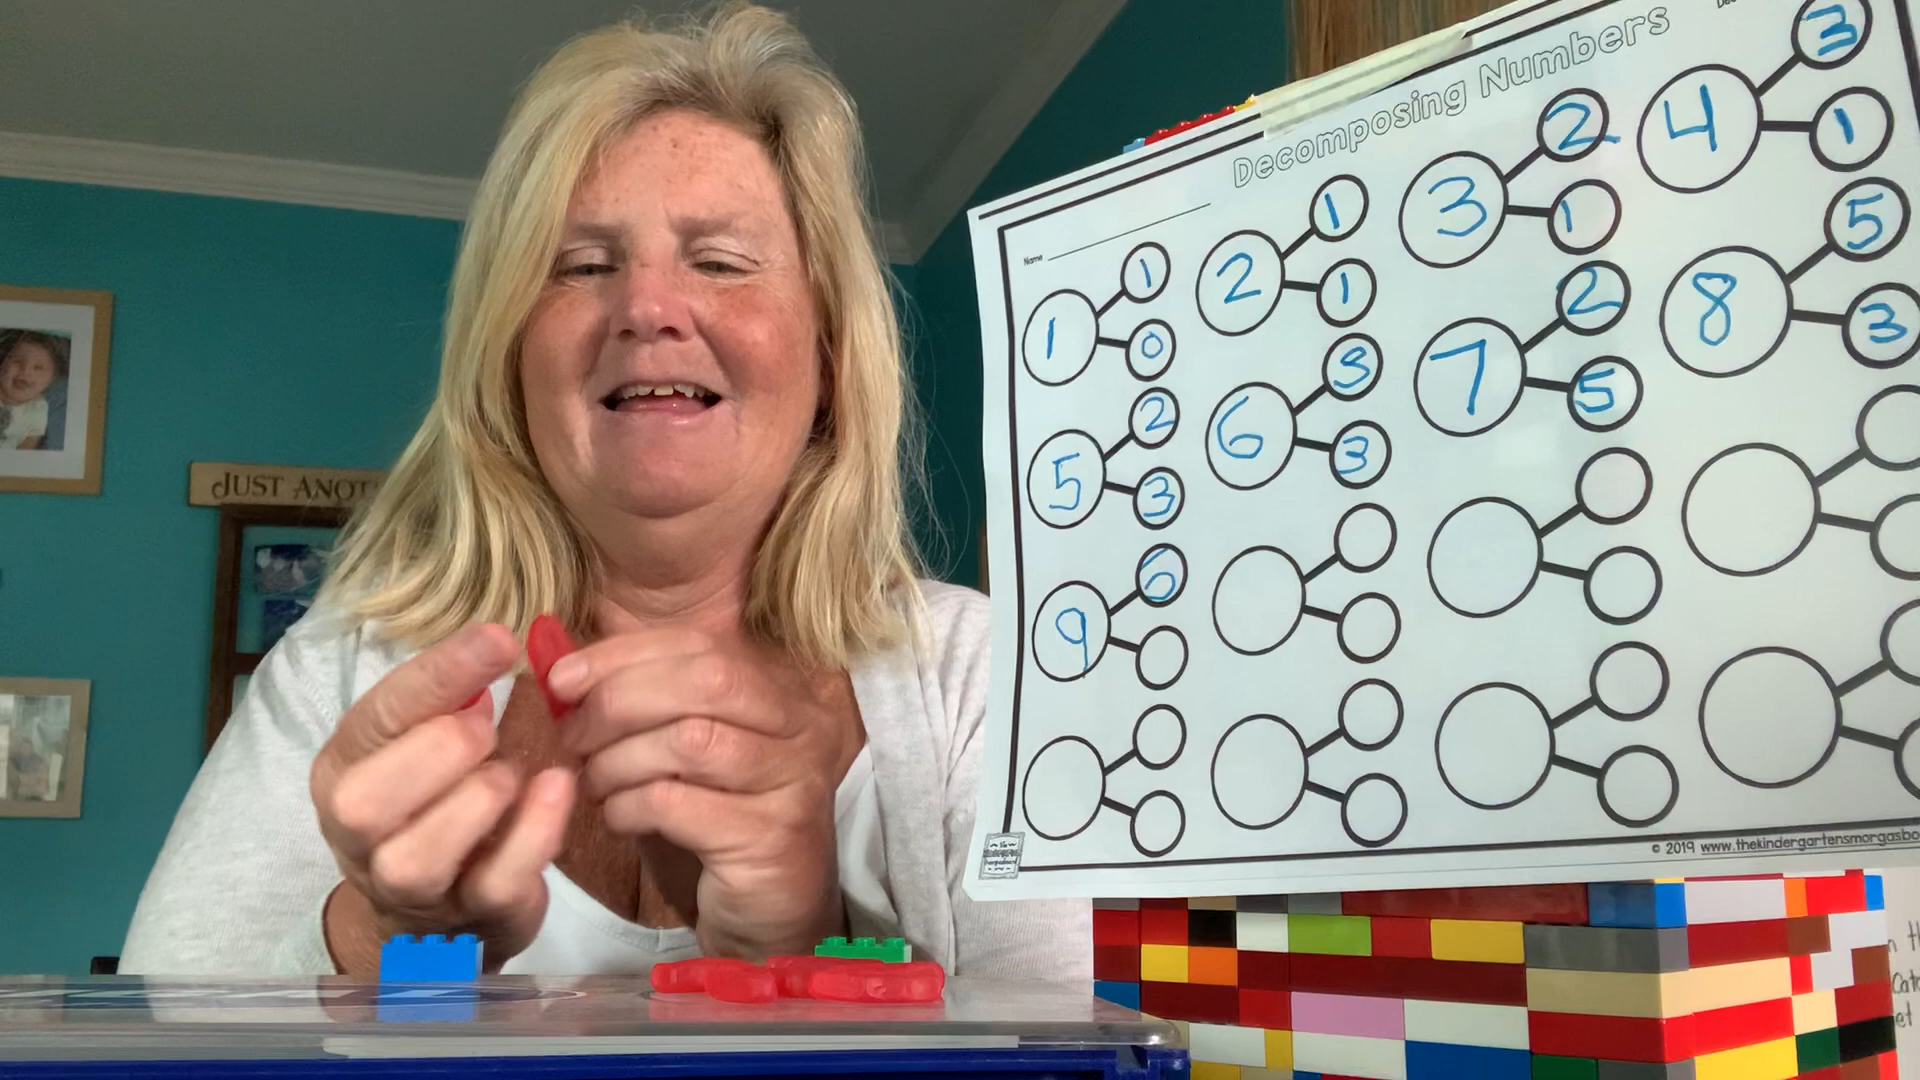 Decomposing Numbers
Name
1 1 0
2 1 1
3 2 1
4 3 1
5 2 3
6 3 3
7 2 5
8 5 3
9 6
© 2019 www.thekindergartensmorgasbo
JUST ANOT